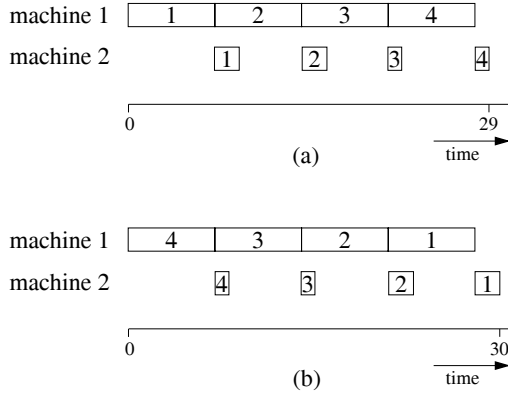 machine 1 1 2 3 4
machine 2 1 2 3 4
0 29
time
(a)
machine 1 4 3 2 1
machine 2 4 3 2 1
0 30
time
(b)